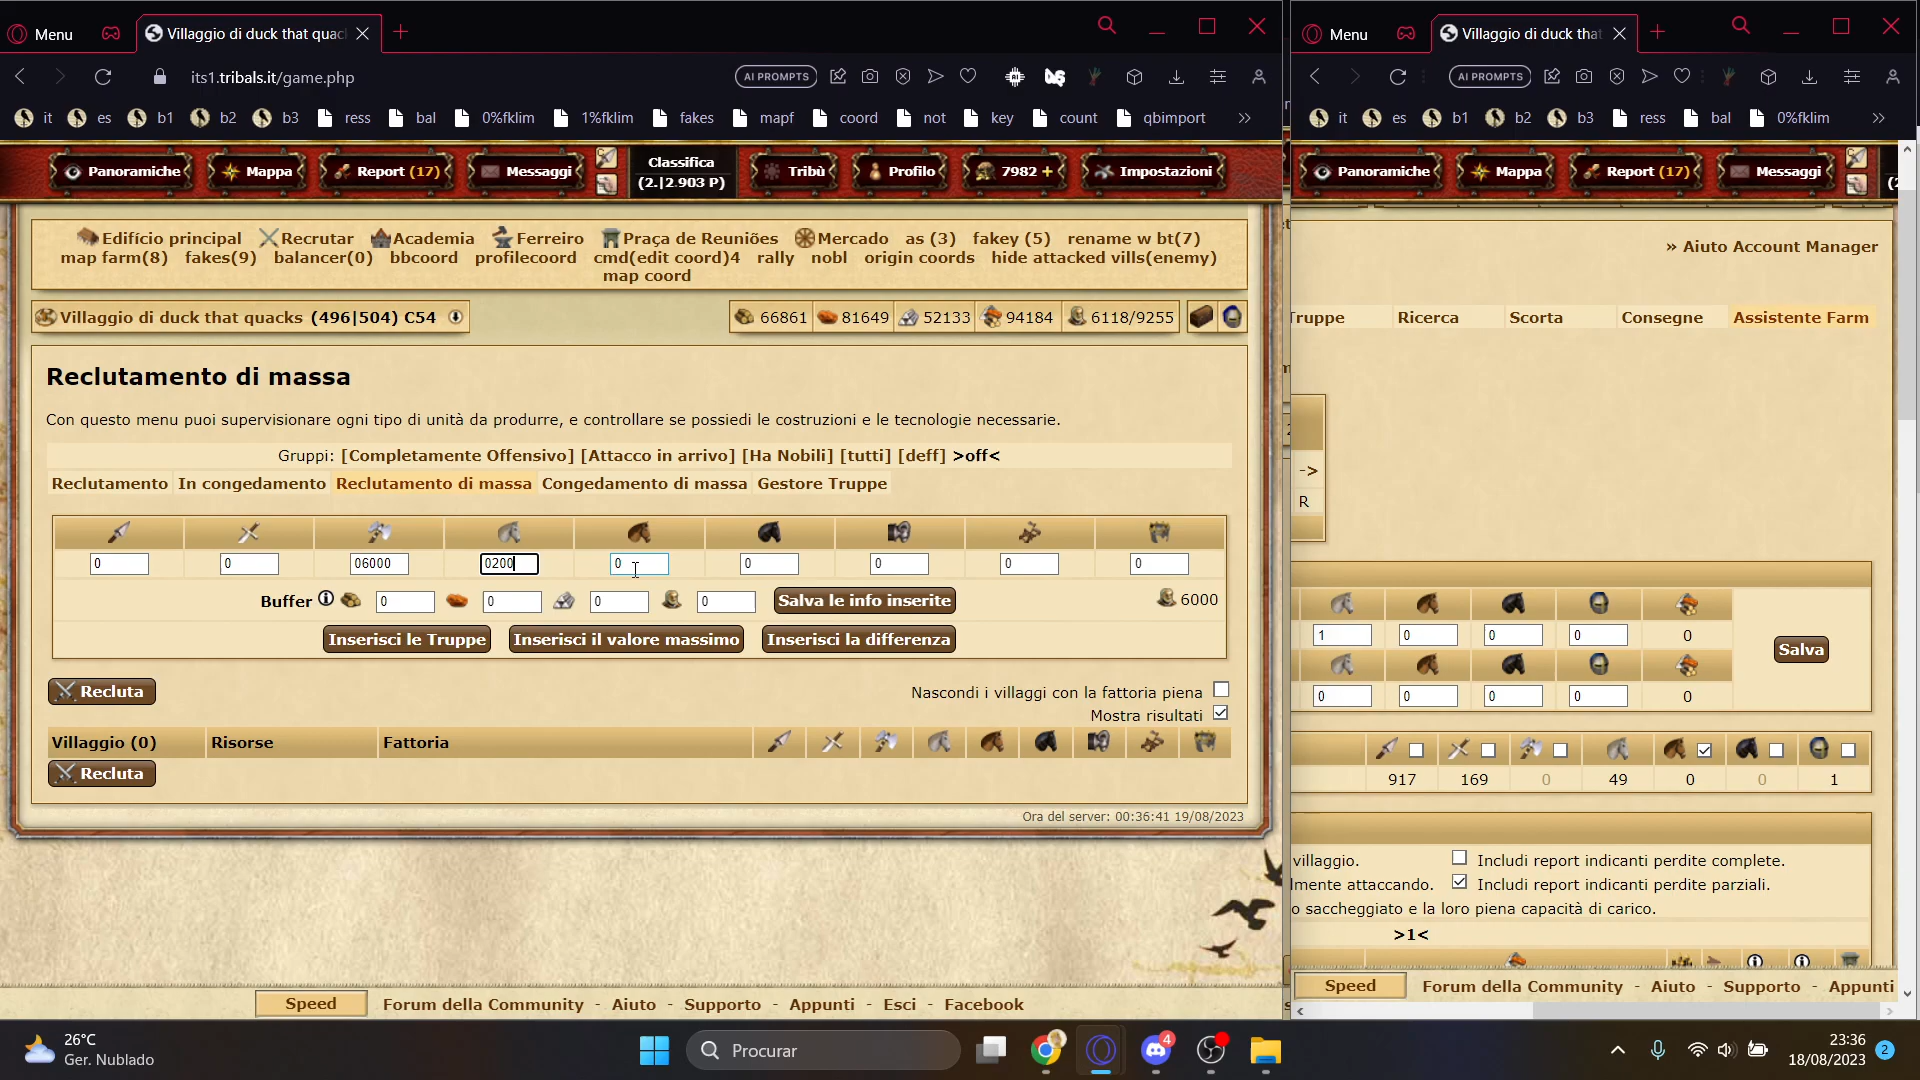 Menu
Villaggio di duck that quac
its1.tribals.it/game.php
AI PROMPTS
it es b1 b2 b3 ress bal 0%fklim 1%fklim fakes mapf coord not key count qbimport
Panoramiche Mappa Report (17) Messaggi Classifica (2.|2.903 P) Tribù Profilo 7982 + Impostazioni
Edifício principal Recrutar Academia Ferreiro Praça de Reuniões Mercado as (3) fakey (5) rename w bt(7)
map farm(8) fakes(9) balancer(0) bbcoord profilecoord cmd(edit coord)4 rally nobl origin coords hide attacked vills(enemy)
map coord
Villaggio di duck that quacks (496|504) C54 66861 81649 52133 94184 6118/9255
Reclutamento di massa
Con questo menu puoi supervisionare ogni tipo di unità da produrre, e controllare se possiedi le costruzioni e le tecnologie necessarie.
Gruppi: [Completamente Offensivo] [Attacco in arrivo] [Ha Nobili] [tutti] [deff] >off<
Reclutamento In congedamento Reclutamento di massa Congedamento di massa Gestore Truppe
0 0 06000 0200 0 0 0 0 0
Buffer 0 0 0 0 Salva le info inserite 6000
Inserisci le Truppe Inserisci il valore massimo Inserisci la differenza
Recluta
Nascondi i villaggi con la fattoria piena
Mostra risultati
Villaggio (0) Risorse Fattoria
Recluta
Ora del server: 00:36:41 19/08/2023
Speed Forum della Community - Aiuto - Supporto - Appunti - Esci - Facebook
Menu
Villaggio di duck that
AI PROMPTS
it es b1 b2 b3 ress bal 0%fklim
Panoramiche Mappa Report (17) Messaggi
» Aiuto Account Manager
Truppe Ricerca Scorta Consegne Assistente Farm
->
R
1 0 0 0 0
Salva
0 0 0 0 0
917 169 0 49 0 0 1
villaggio. Includi report indicanti perdite complete.
lmente attaccando. Includi report indicanti perdite parziali.
o saccheggiato e la loro piena capacità di carico.
>1<
Speed Forum della Community - Aiuto - Supporto - Appunti
26°C
Ger. Nublado
Procurar
4
23:36
18/08/2023
2